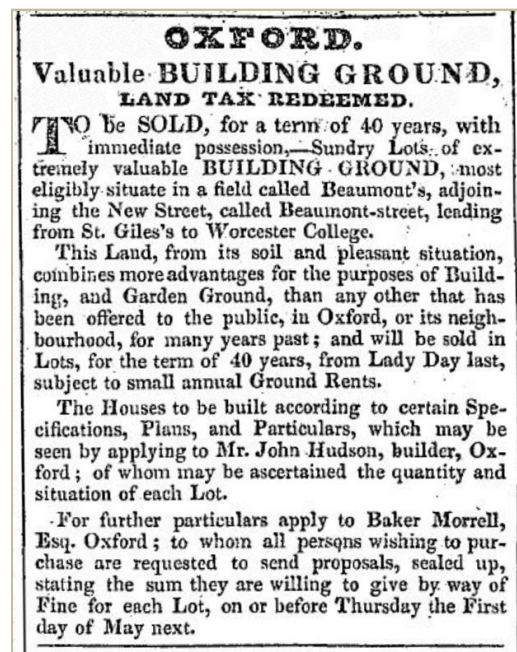 OXFORD.
Valuable BUILDING GROUND,
LAND TAX REDEEMED.
TO be SOLD, for a term of 40 years, with
immediate possession,—Sundry Lots of ex-
tremely valuable BUILDING GROUND, most
eligibly situate in a field called Beaumont's, adjoin-
ing the New Street, called Beaumont-street, leading
from St. Giles's to Worcester College.
This Land, from its soil and pleasant situation,
combines more advantages for the purposes of Build-
ing, and Garden Ground, than any other that has
been offered to the public, in Oxford, or its neigh-
bourhood, for many years past; and will be sold in
Lots, for the term of 40 years, from Lady Day last,
subject to small annual Ground Rents.
The Houses to be built according to certain Spe-
cifications, Plans, and Particulars, which may be
seen by applying to Mr. John Hudson, builder, Ox-
ford; of whom may be ascertained the quantity and
situation of each Lot.
For further particulars apply to Baker Morrell,
Esq. Oxford; to whom all persons wishing to pur-
chase are requested to send proposals, sealed up,
stating the sum they are willing to give by way of
Fine for each Lot, on or before Thursday the First
day of May next.